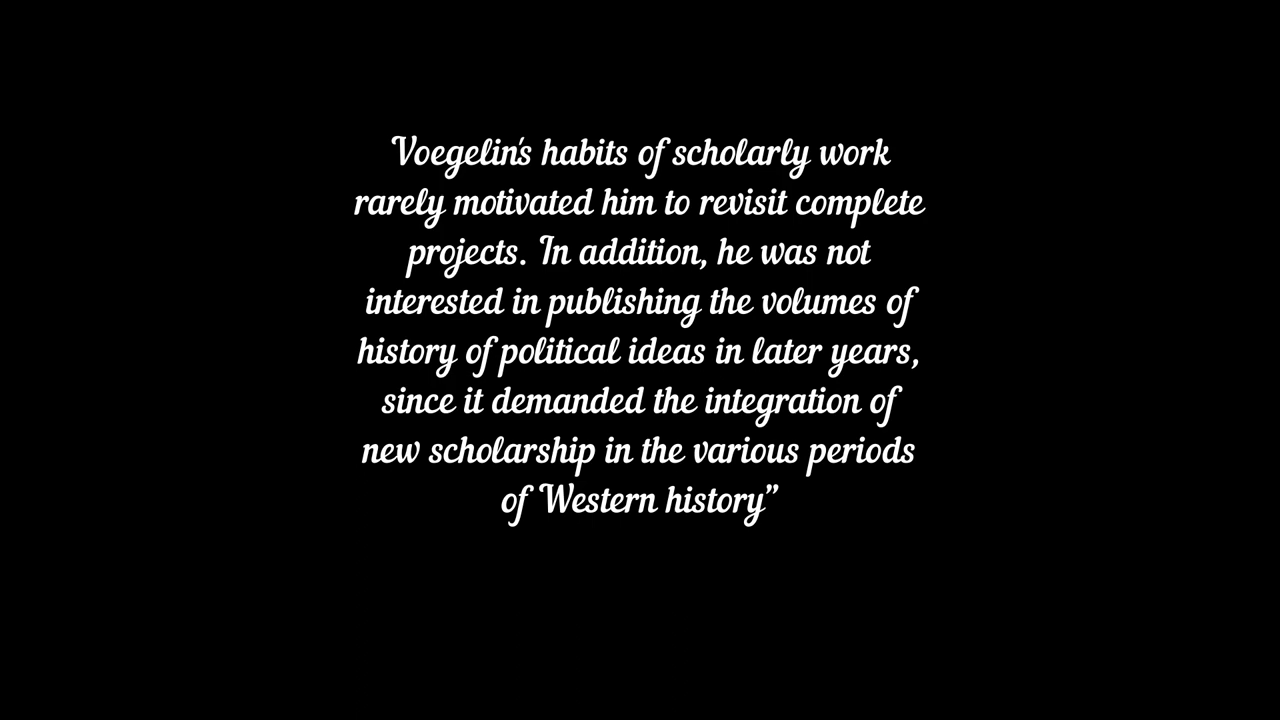 Voegelin's habits of scholarly work
rarely motivated him to revisit complete
projects. In addition, he was not
interested in publishing the volumes of
history of political ideas in later years,
since it demanded the integration of
new scholarship in the various periods
of Western history”